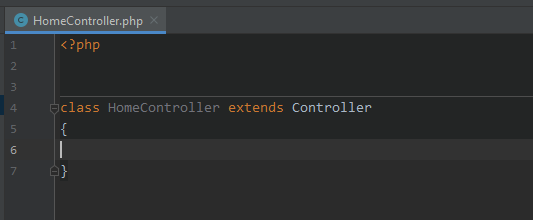 HomeController.php
1 <?php
2
3
4 class HomeController extends Controller
5 {
6
7 }